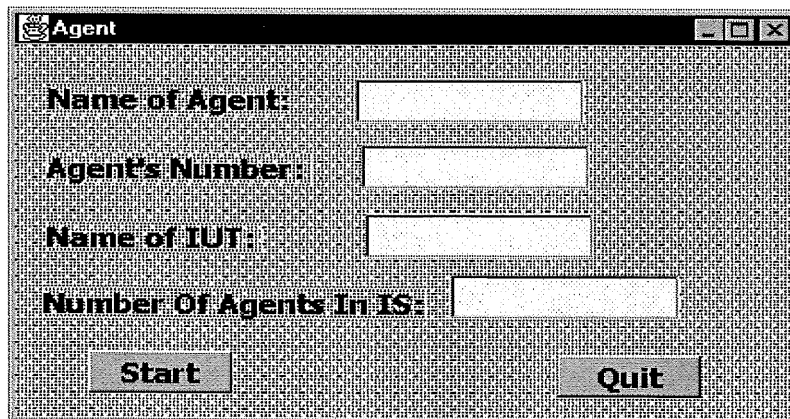 Agent
Name of Agent:
Agent's Number:
Name of IUT:
Number Of Agents In IS:
Start
Quit